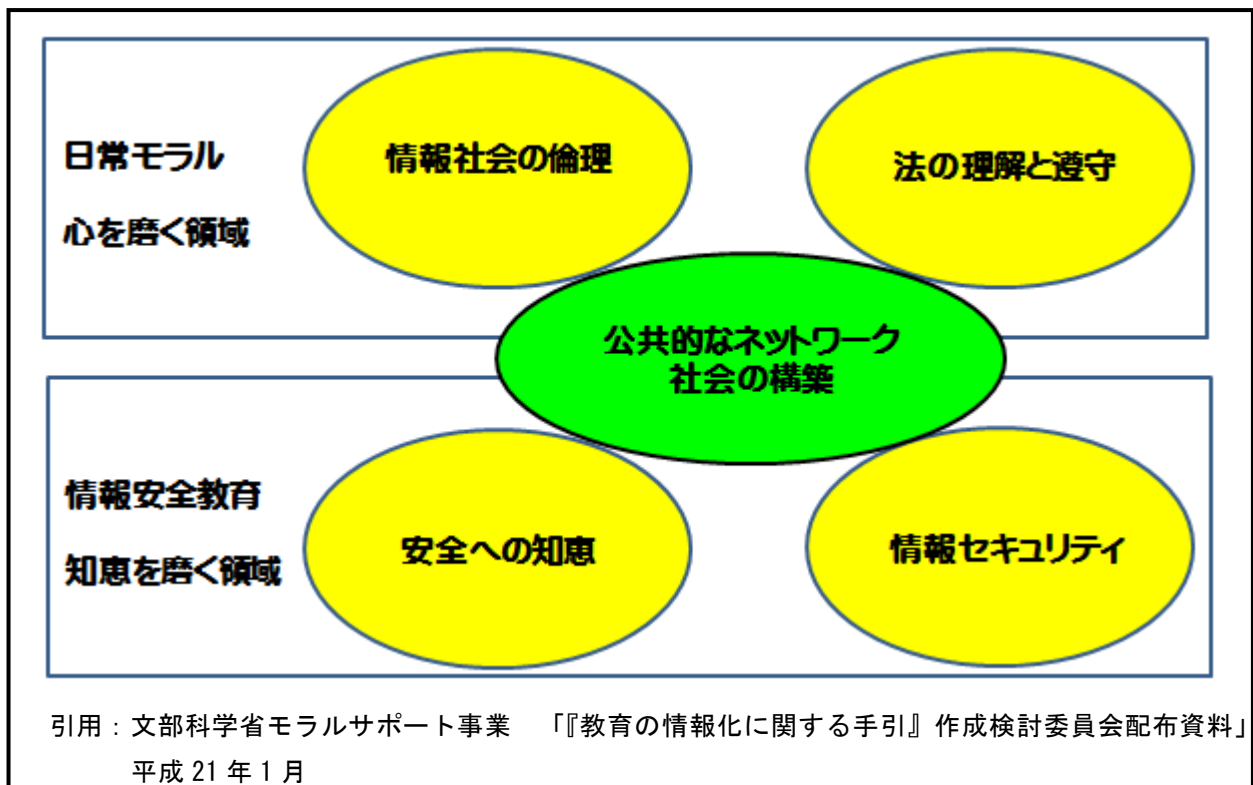 日常モラル
心を磨く領域
情報社会の倫理
法の理解と遵守
公共的なネットワーク
社会の構築
情報安全教育
知恵を磨く領域
安全への知恵
情報セキュリティ
引用：文部科学省モラルサポート事業　「『教育の情報化に関する手引』作成検討委員会配布資料」
平成 21 年 1 月